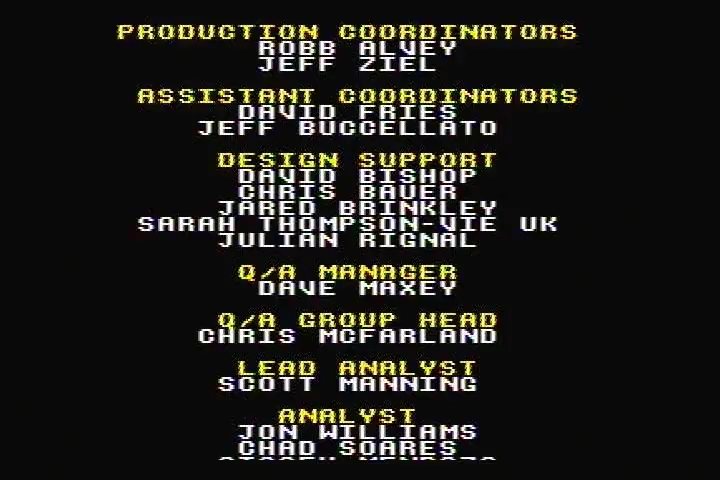 PRODUCTION COORDINATORS
ROBB ALVEY
JEFF ZIEL
ASSISTANT COORDINATORS
DAVID FRIES
JEFF BUCCELLATO
DESIGN SUPPORT
DAVID BISHOP
CHRIS BAUER
JARED BRINKLEY
SARAH THOMPSON-VIE UK
JULIAN RIGNAL
Q/A MANAGER
DAVE MAXEY
Q/A GROUP HEAD
CHRIS MCFARLAND
LEAD ANALYST
SCOTT MANNING
ANALYST
JON WILLIAMS
CHAD SOARES